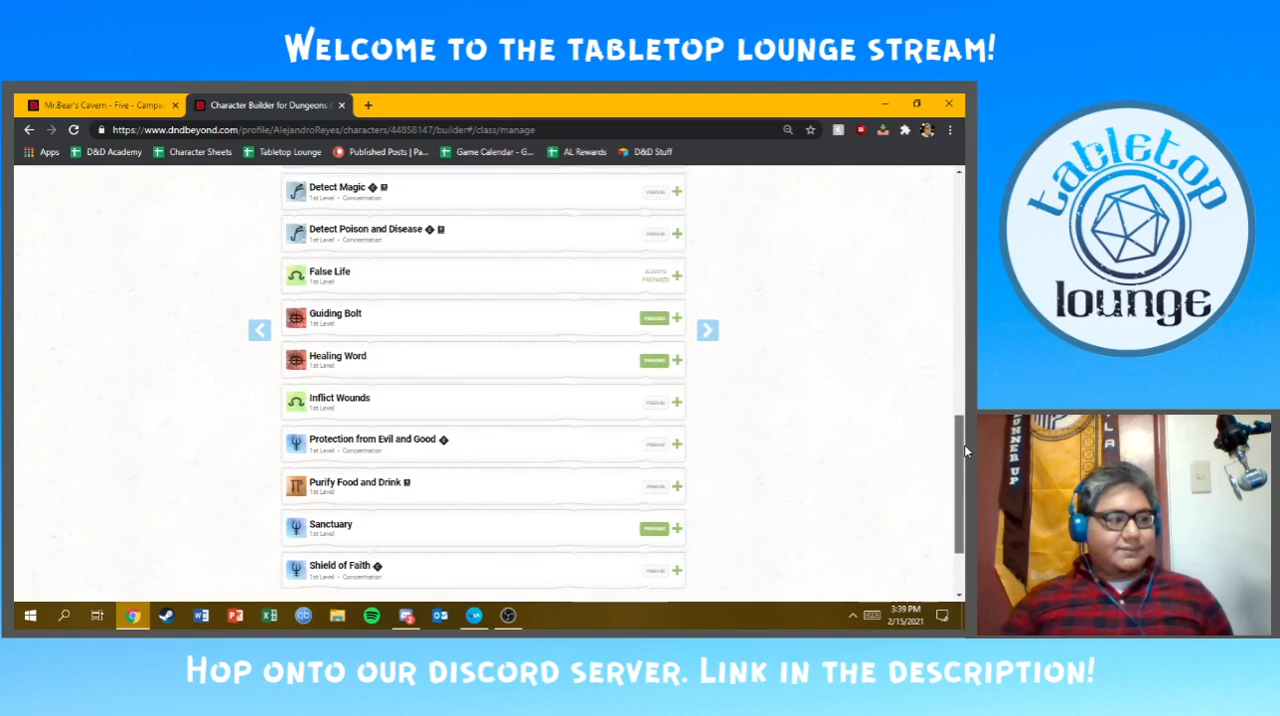 WELCOME TO THE TABLETOP LOUNGE STREAM!
Mr.Bear's Cavern - Five - Campa
Character Builder for Dungeons
https://www.dndbeyond.com/profile/AlejandroReyes/characters/44858147/builder#/class/manage
Apps D&D Academy Character Sheets Tabletop Lounge Published Posts | Pa... Game Calendar - G... AL Rewards D&D Stuff
Detect Magic
1st Level • Concentration
Detect Poison and Disease
1st Level • Concentration
False Life
1st Level
ALWAYS
PREPARED
Guiding Bolt
1st Level
Healing Word
1st Level
Inflict Wounds
1st Level
Protection from Evil and Good
1st Level • Concentration
Purify Food and Drink
1st Level
Sanctuary
1st Level
Shield of Faith
1st Level • Concentration
3:39 PM
2/15/2021
tabletop
lounge
RUNNER UP
LA
HOP ONTO OUR DISCORD SERVER. LINK IN THE DESCRIPTION!